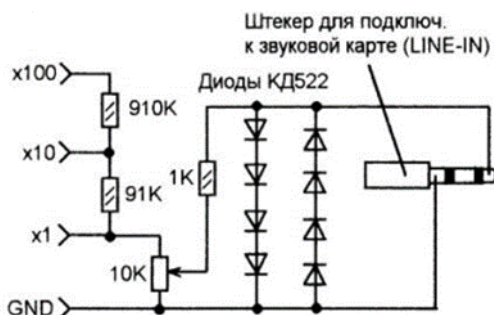 Штекер для подключ.
к звуковой карте (LINE-IN)
x100
Диоды КД522
910K
x10
1K
91K
x1
10K
GND